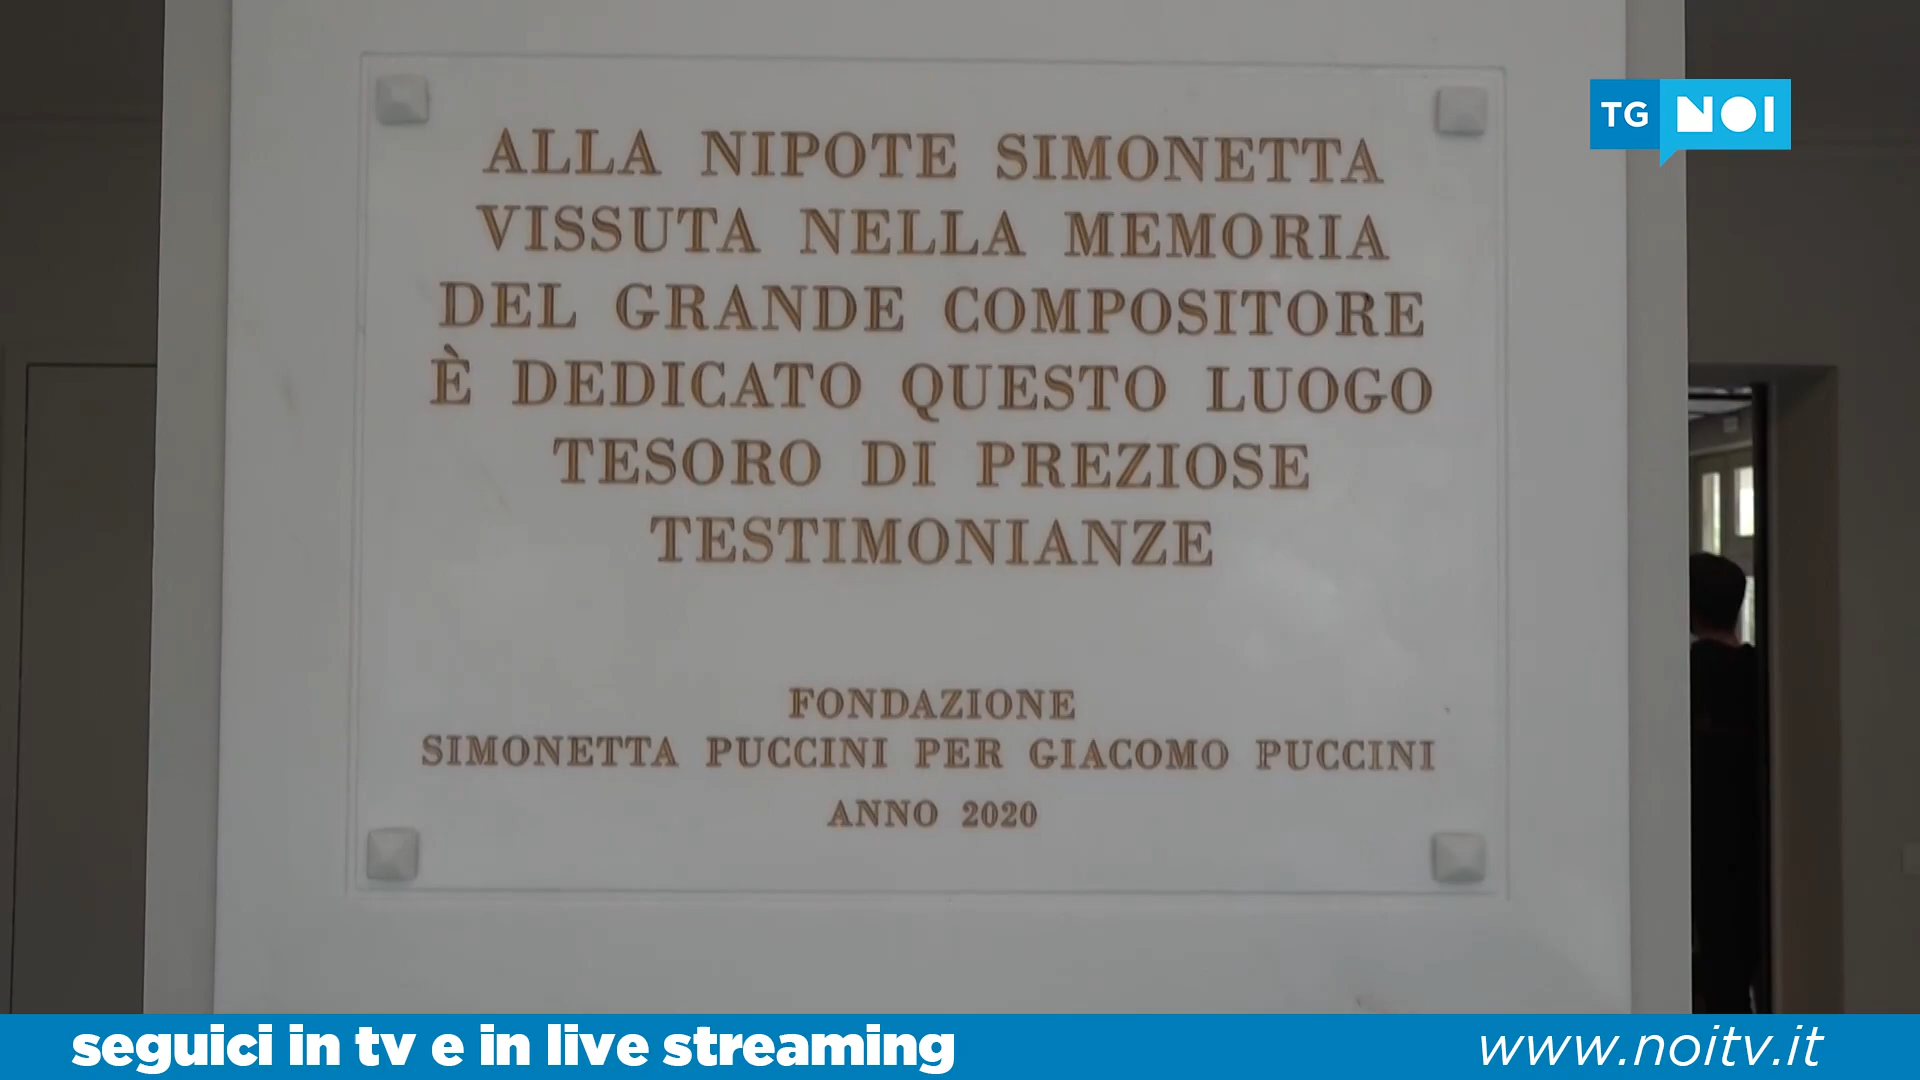 TG NOI
ALLA NIPOTE SIMONETTA
VISSUTA NELLA MEMORIA
DEL GRANDE COMPOSITORE
È DEDICATO QUESTO LUOGO
TESORO DI PREZIOSE
TESTIMONIANZE
FONDAZIONE
SIMONETTA PUCCINI PER GIACOMO PUCCINI
ANNO 2020
seguici in tv e in live streaming
www.noitv.it